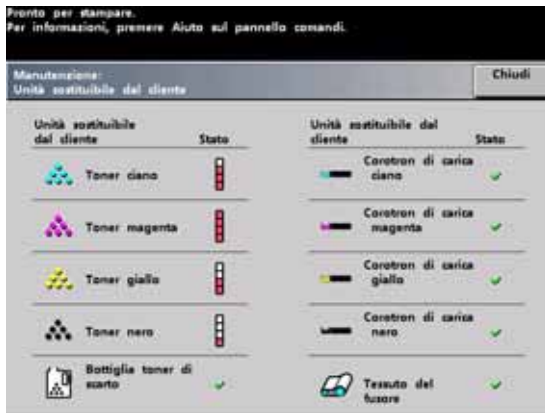 Pronto per stampare.
Per informazioni, premere Aiuto sul pannello comandi.
Manutenzione:
Unità sostituibile dal cliente
Chiudi
Unità sostituibile
dal cliente
Stato
Toner ciano
Toner magenta
Toner giallo
Toner nero
Bottiglia toner di
scarto
Unità sostituibile dal
cliente
Stato
Corotron di carica
ciano
Corotron di carica
magenta
Corotron di carica
giallo
Corotron di carica
nero
Tessuto del
fusore